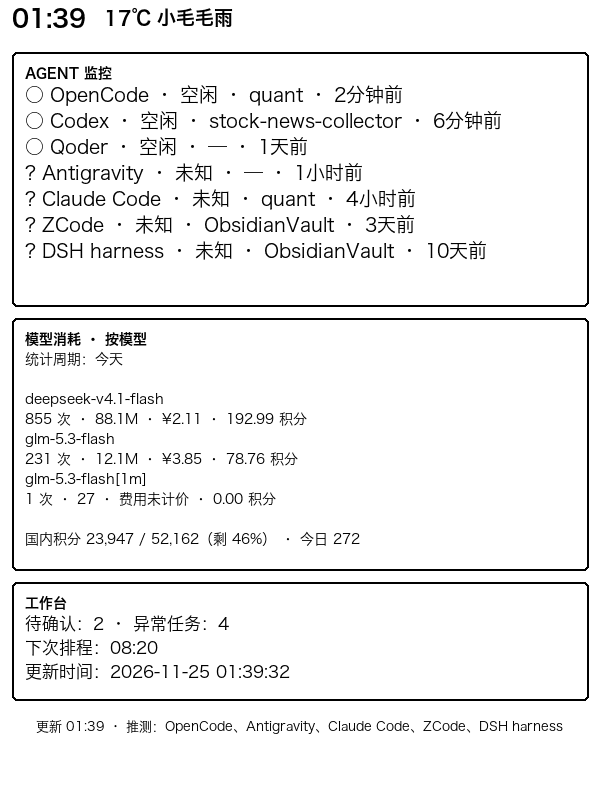 01:39 17℃ 小毛毛雨
AGENT 监控
○ OpenCode · 空闲 · quant · 2分钟前
○ Codex · 空闲 · stock-news-collector · 6分钟前
○ Qoder · 空闲 · — · 1天前
? Antigravity · 未知 · — · 1小时前
? Claude Code · 未知 · quant · 4小时前
? ZCode · 未知 · ObsidianVault · 3天前
? DSH harness · 未知 · ObsidianVault · 10天前
模型消耗 · 按模型
统计周期：今天
deepseek-v4.1-flash
855 次 · 88.1M · ¥2.11 · 192.99 积分
glm-5.3-flash
231 次 · 12.1M · ¥3.85 · 78.76 积分
glm-5.3-flash[1m]
1 次 · 27 · 费用未计价 · 0.00 积分
国内积分 23,947 / 52,162（剩 46%） · 今日 272
工作台
待确认：2 · 异常任务：4
下次排程：08:20
更新时间：2026-11-25 01:39:32
更新 01:39 · 推测：OpenCode、Antigravity、Claude Code、ZCode、DSH harness